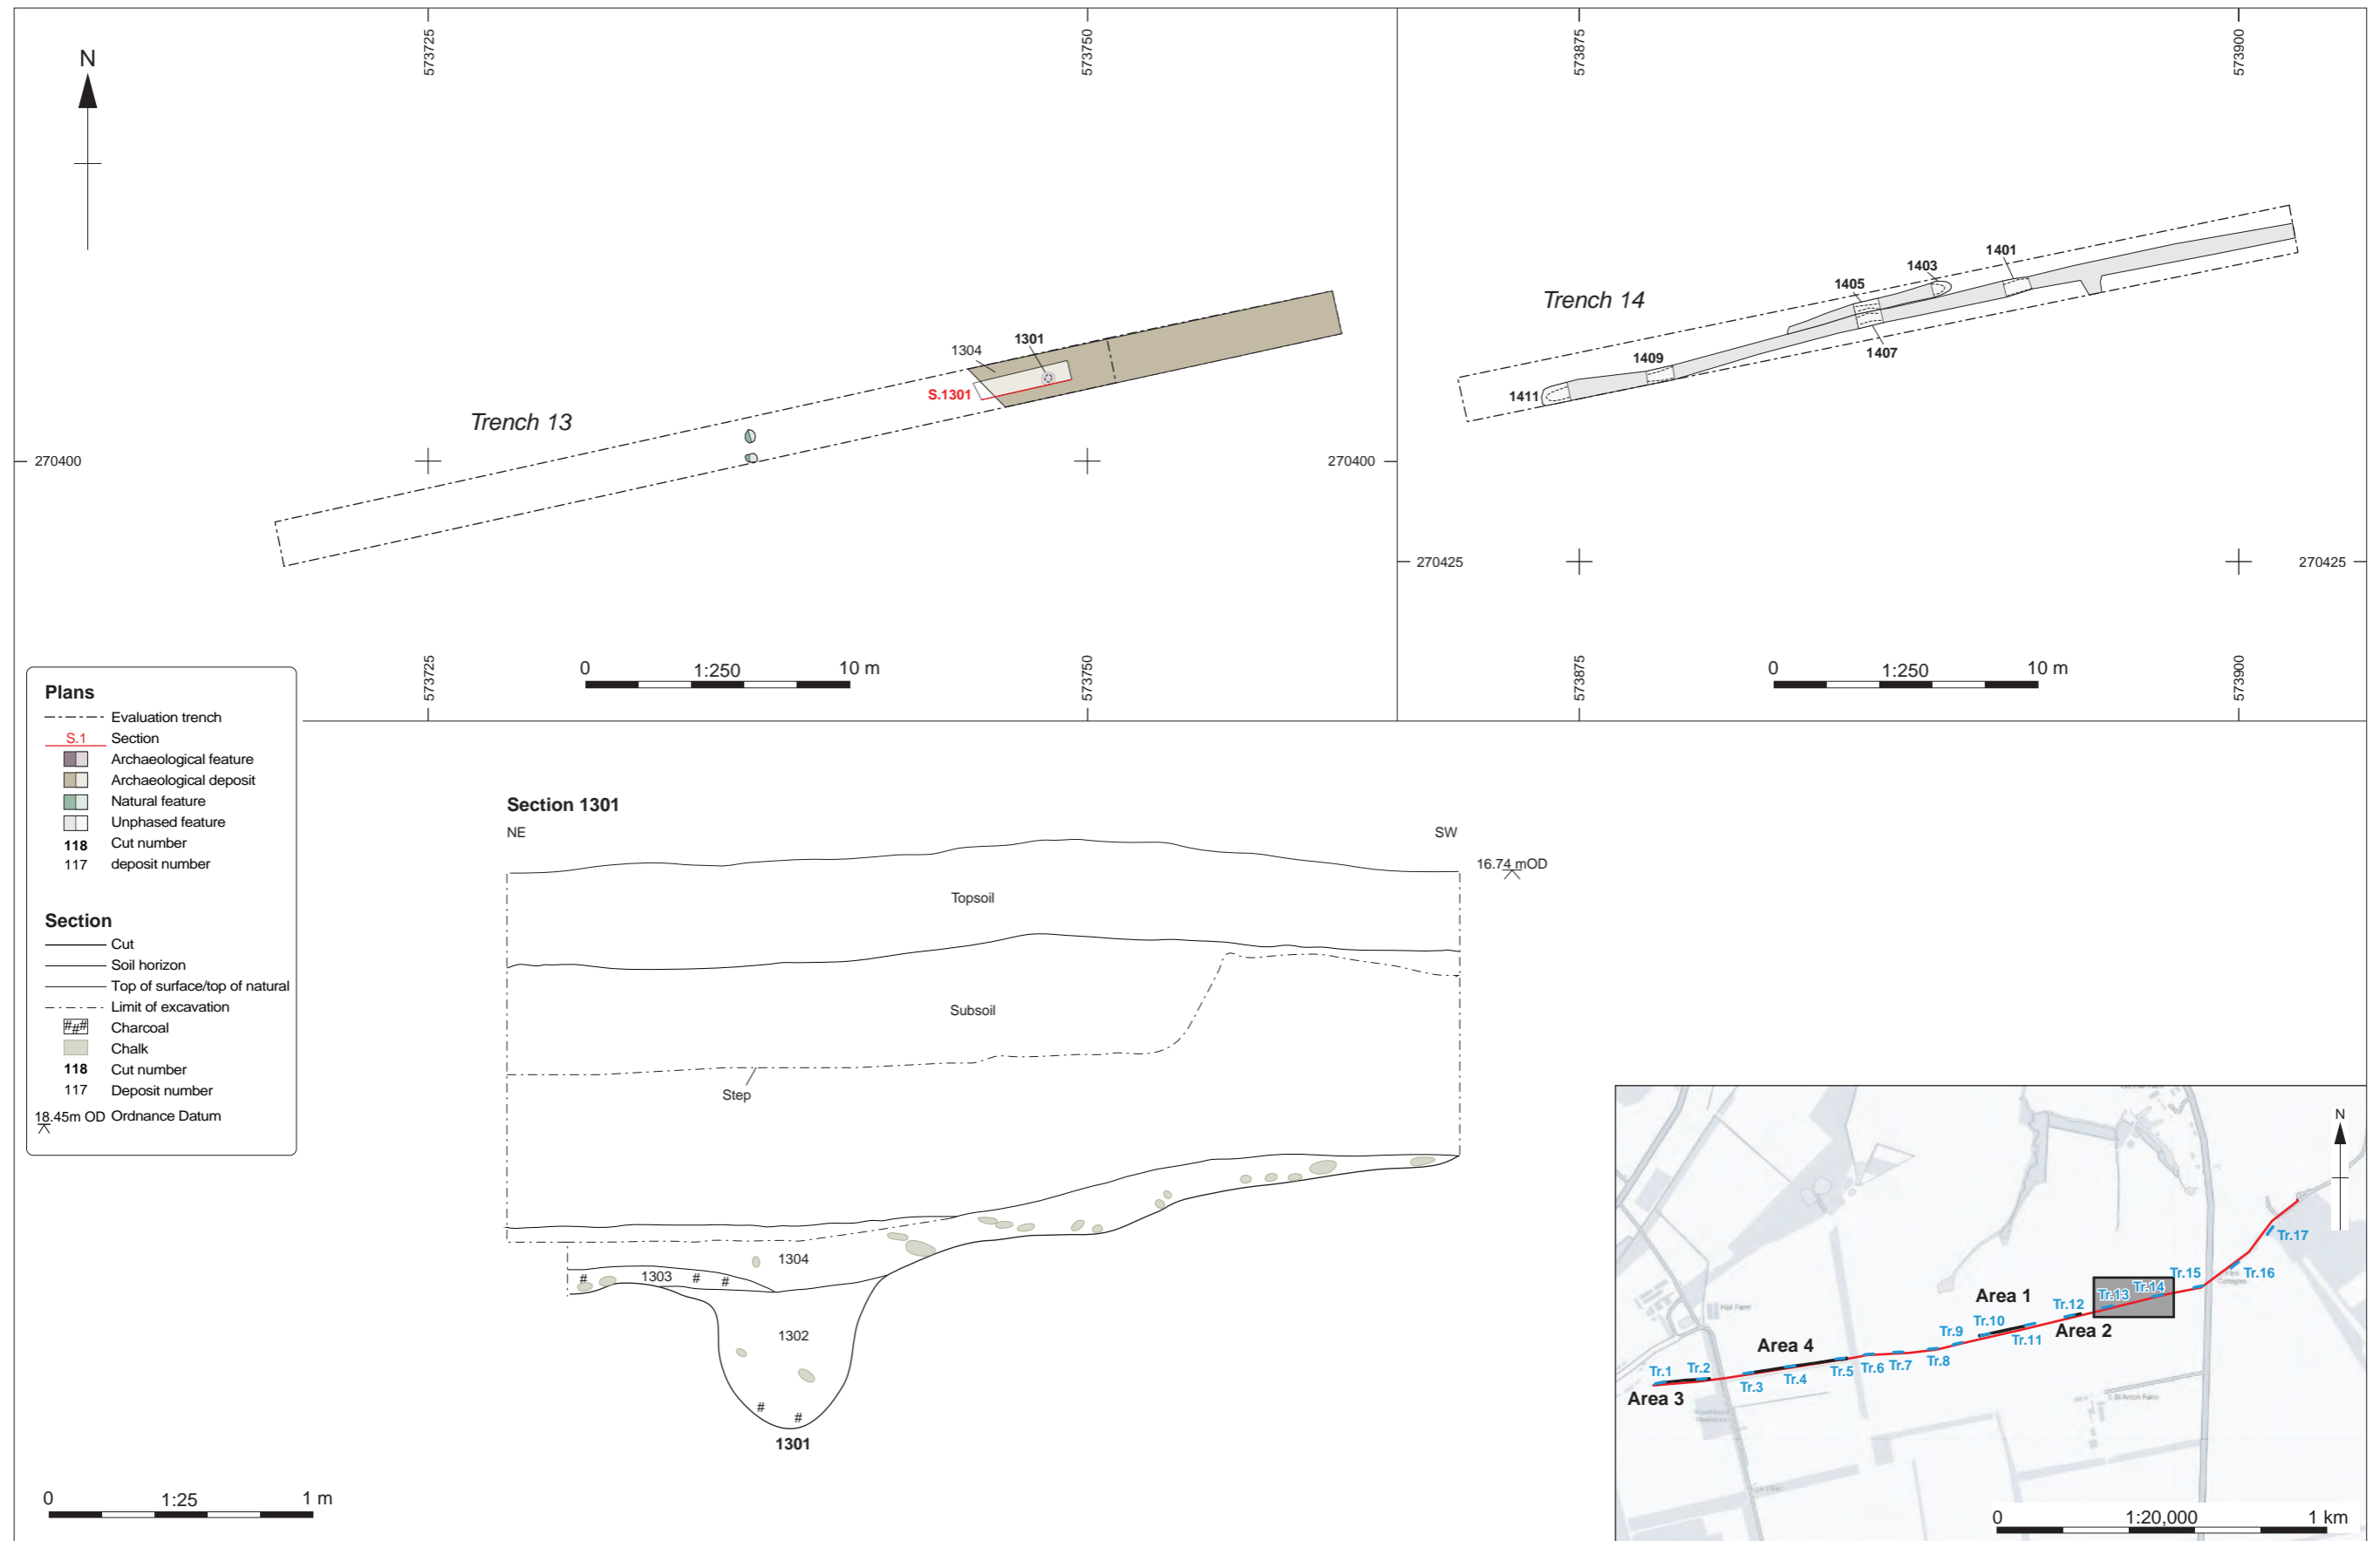 573725
573750
573875
573900
N
1401
1403
1405
Trench 14
1407
1409
1411
1301
1304
S.1301
Trench 13
270400
270400
270425
270425
0 1:250 10 m
573725
573750
0 1:250 10 m
573875
573900
Plans
Evaluation trench
S.1 Section
Archaeological feature
Archaeological deposit
Natural feature
Unphased feature
118 Cut number
117 deposit number
Section
Cut
Soil horizon
Top of surface/top of natural
Limit of excavation
### Charcoal
Chalk
118 Cut number
117 Deposit number
18.45m OD Ordnance Datum
Section 1301
NE
SW
16.74 mOD
Topsoil
Subsoil
Step
1304
# 1303 # #
1302
# #
1301
0 1:25 1 m
N
Tr.17
Tr.16
Tr.15
Cottages
Tr.14
Tr.13
Area 1
Tr.12
Area 2
Tr.10
Tr.11
Tr.9
Tr.8
Tr.7
Tr.6
Tr.5
Area 4
Tr.4
Tr.3
Tr.2
Tr.1
Area 3
Hall Farm
0 1:20,000 1 km